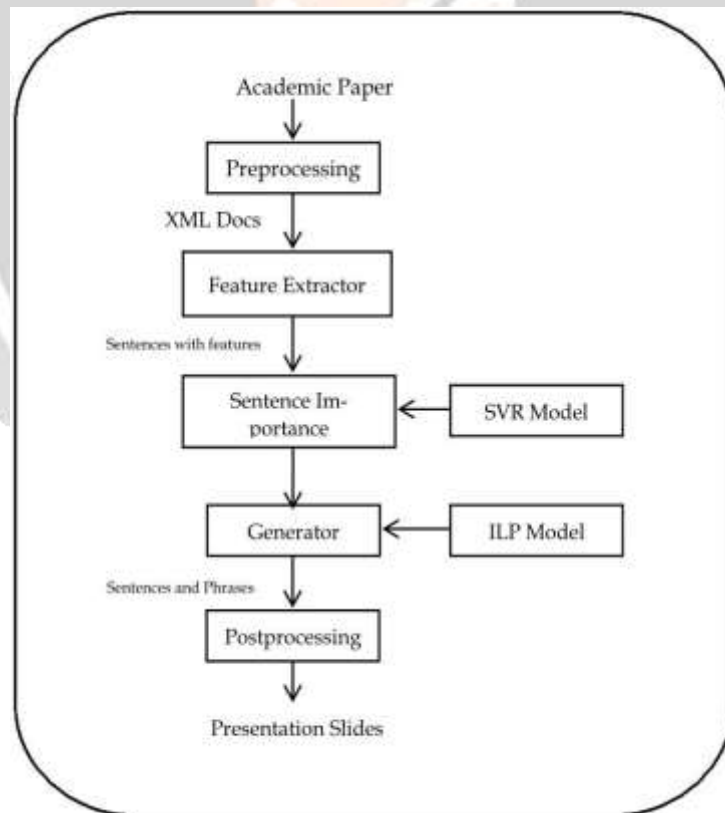 Academic Paper
Preprocessing
XML Docs
Feature Extractor
Sentences with features
Sentence Im-
portance
SVR Model
Generator
ILP Model
Sentences and Phrases
Postprocessing
Presentation Slides